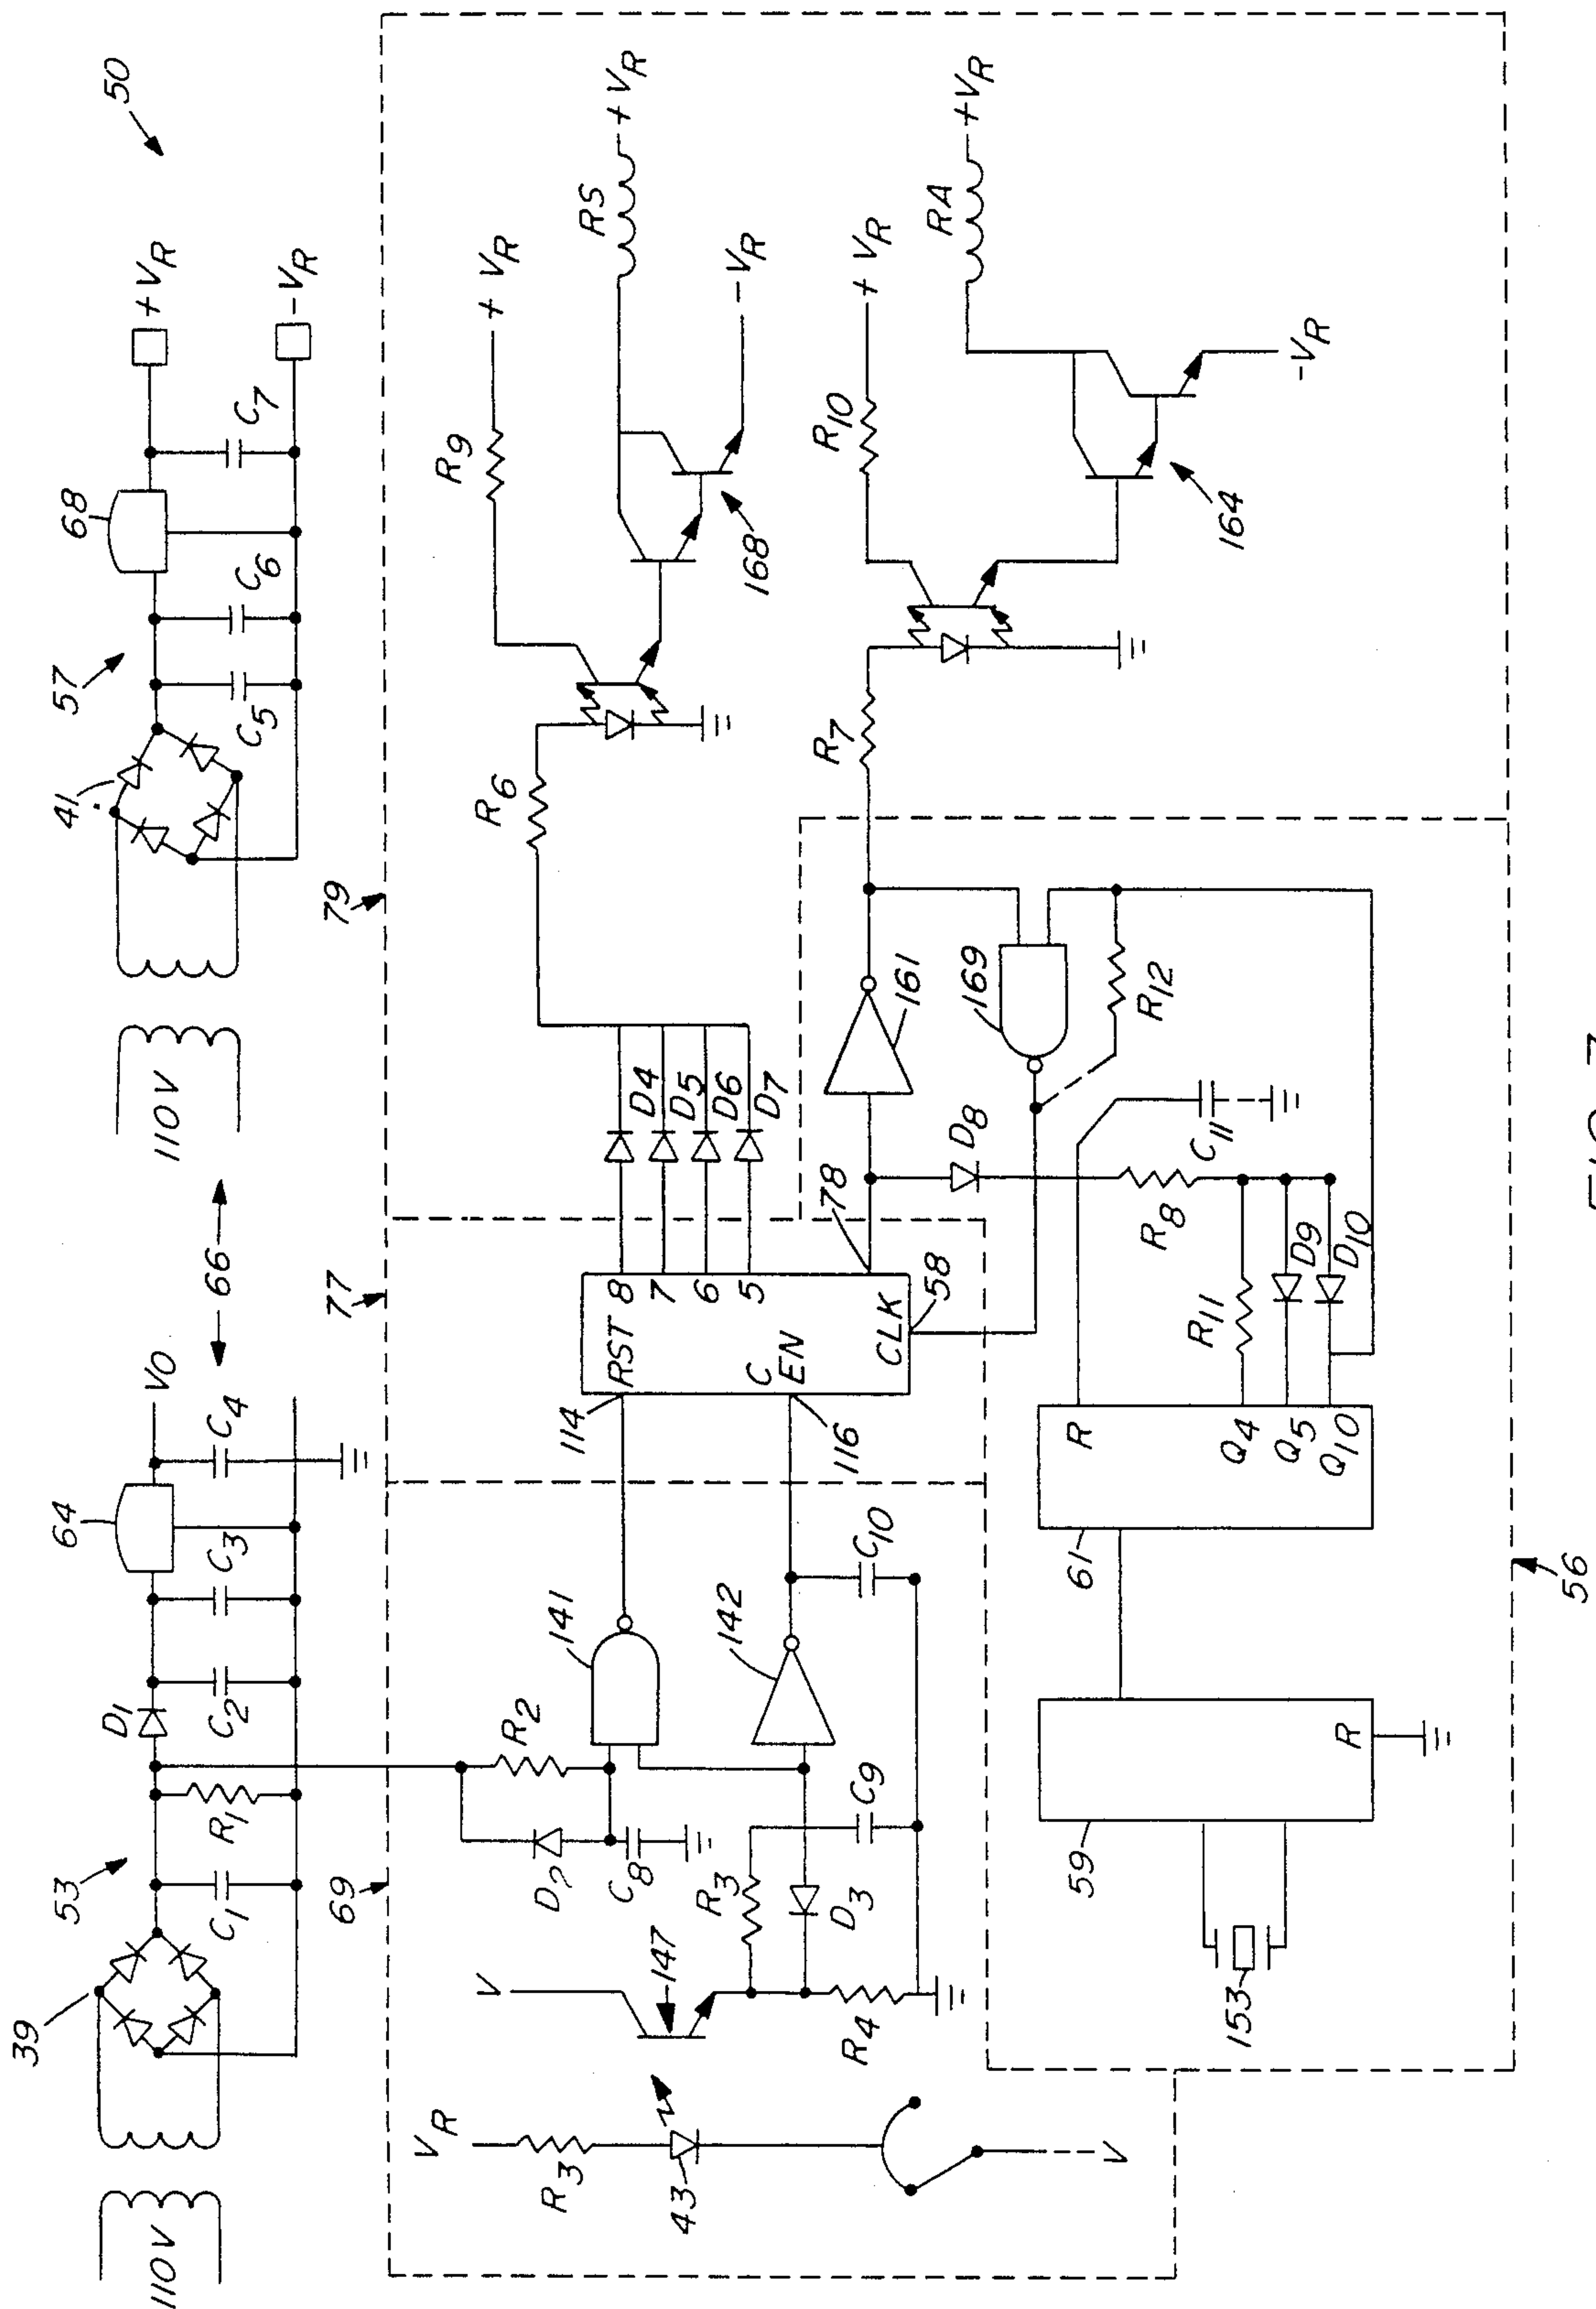 50
110V
66
110V
39
53
C1
R1
D1
C2
C3
64
C4
VO
41
57
C5
C6
68
C7
+VR
-VR
69
77
79
VR
R3
43
V
V
147
R4
R3
D3
C9
D?
C8
R2
141
142
C10
114
116
RST
C
EN
CLK
8
7
6
5
78
58
D4
D5
D6
D7
R6
R9
+VR
RS
+VR
168
-VR
161
169
R12
D8
R8
C11
R7
R10
+VR
RA
+VR
164
-VR
153
59
R
61
R
Q4
Q5
Q10
R11
D9
D10
56